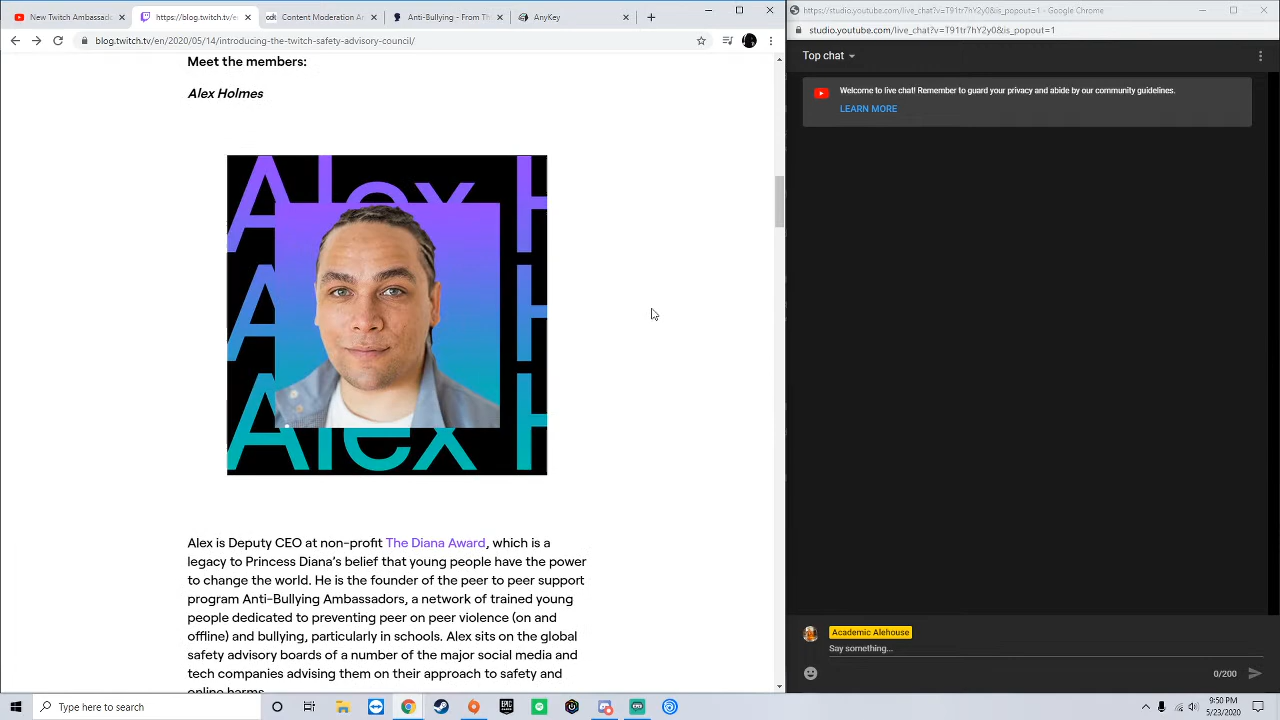 New Twitch Ambassado
https://blog.twitch.tv/e
Content Moderation Ar
Anti-Bullying - From Th
AnyKey
blog.twitch.tv/en/2020/05/14/introducing-the-twitch-safety-advisory-council/
Meet the members:
Alex Holmes
Alex H
A H
Alex H
Alex is Deputy CEO at non-profit The Diana Award, which is a
legacy to Princess Diana's belief that young people have the power
to change the world. He is the founder of the peer to peer support
program Anti-Bullying Ambassadors, a network of trained young
people dedicated to preventing peer on peer violence (on and
offline) and bullying, particularly in schools. Alex sits on the global
safety advisory boards of a number of the major social media and
tech companies advising them on their approach to safety and
online harms.
https://studio.youtube.com/live_chat?v=T91tr7hY2y0&is_popout=1 - Google Chrome
studio.youtube.com/live_chat?v=T91tr7hY2y0&is_popout=1
Top chat
Welcome to live chat! Remember to guard your privacy and abide by our community guidelines.
LEARN MORE
Academic Alehouse
Say something...
0/200
Type here to search
9:50 PM
5/23/2020